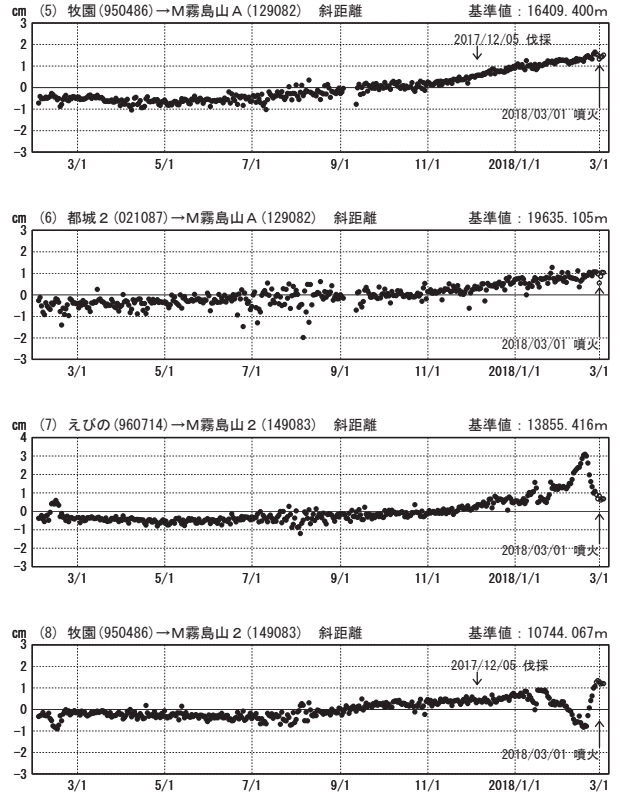 cm (5) 牧園(950486)→M霧島山A(129082) 斜距離 基準値：16409.400m
3
2
1
0
-1
-2
-3
2017/12/05 伐採
2018/03/01 噴火
3/1 5/1 7/1 9/1 11/1 2018/1/1 3/1
cm (6) 都城2(021087)→M霧島山A(129082) 斜距離 基準値：19635.105m
3
2
1
0
-1
-2
-3
2018/03/01 噴火
3/1 5/1 7/1 9/1 11/1 2018/1/1 3/1
cm (7) えびの(960714)→M霧島山2(149083) 斜距離 基準値：13855.416m
4
3
2
1
0
-1
-2
-3
2018/03/01 噴火
3/1 5/1 7/1 9/1 11/1 2018/1/1 3/1
cm (8) 牧園(950486)→M霧島山2(149083) 斜距離 基準値：10744.067m
3
2
1
0
-1
-2
-3
2017/12/05 伐採
2018/03/01 噴火
3/1 5/1 7/1 9/1 11/1 2018/1/1 3/1